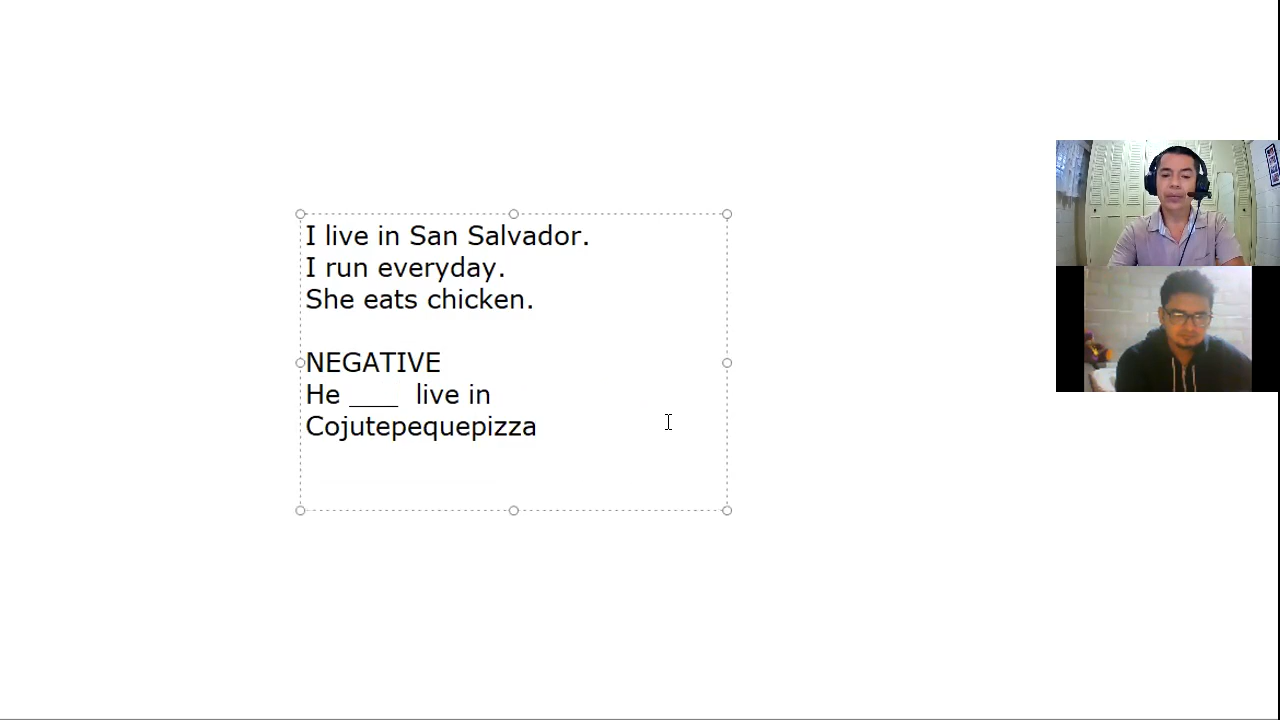 I live in San Salvador.
I run everyday.
She eats chicken.
NEGATIVE
He ____ live in
Cojutepequepizza